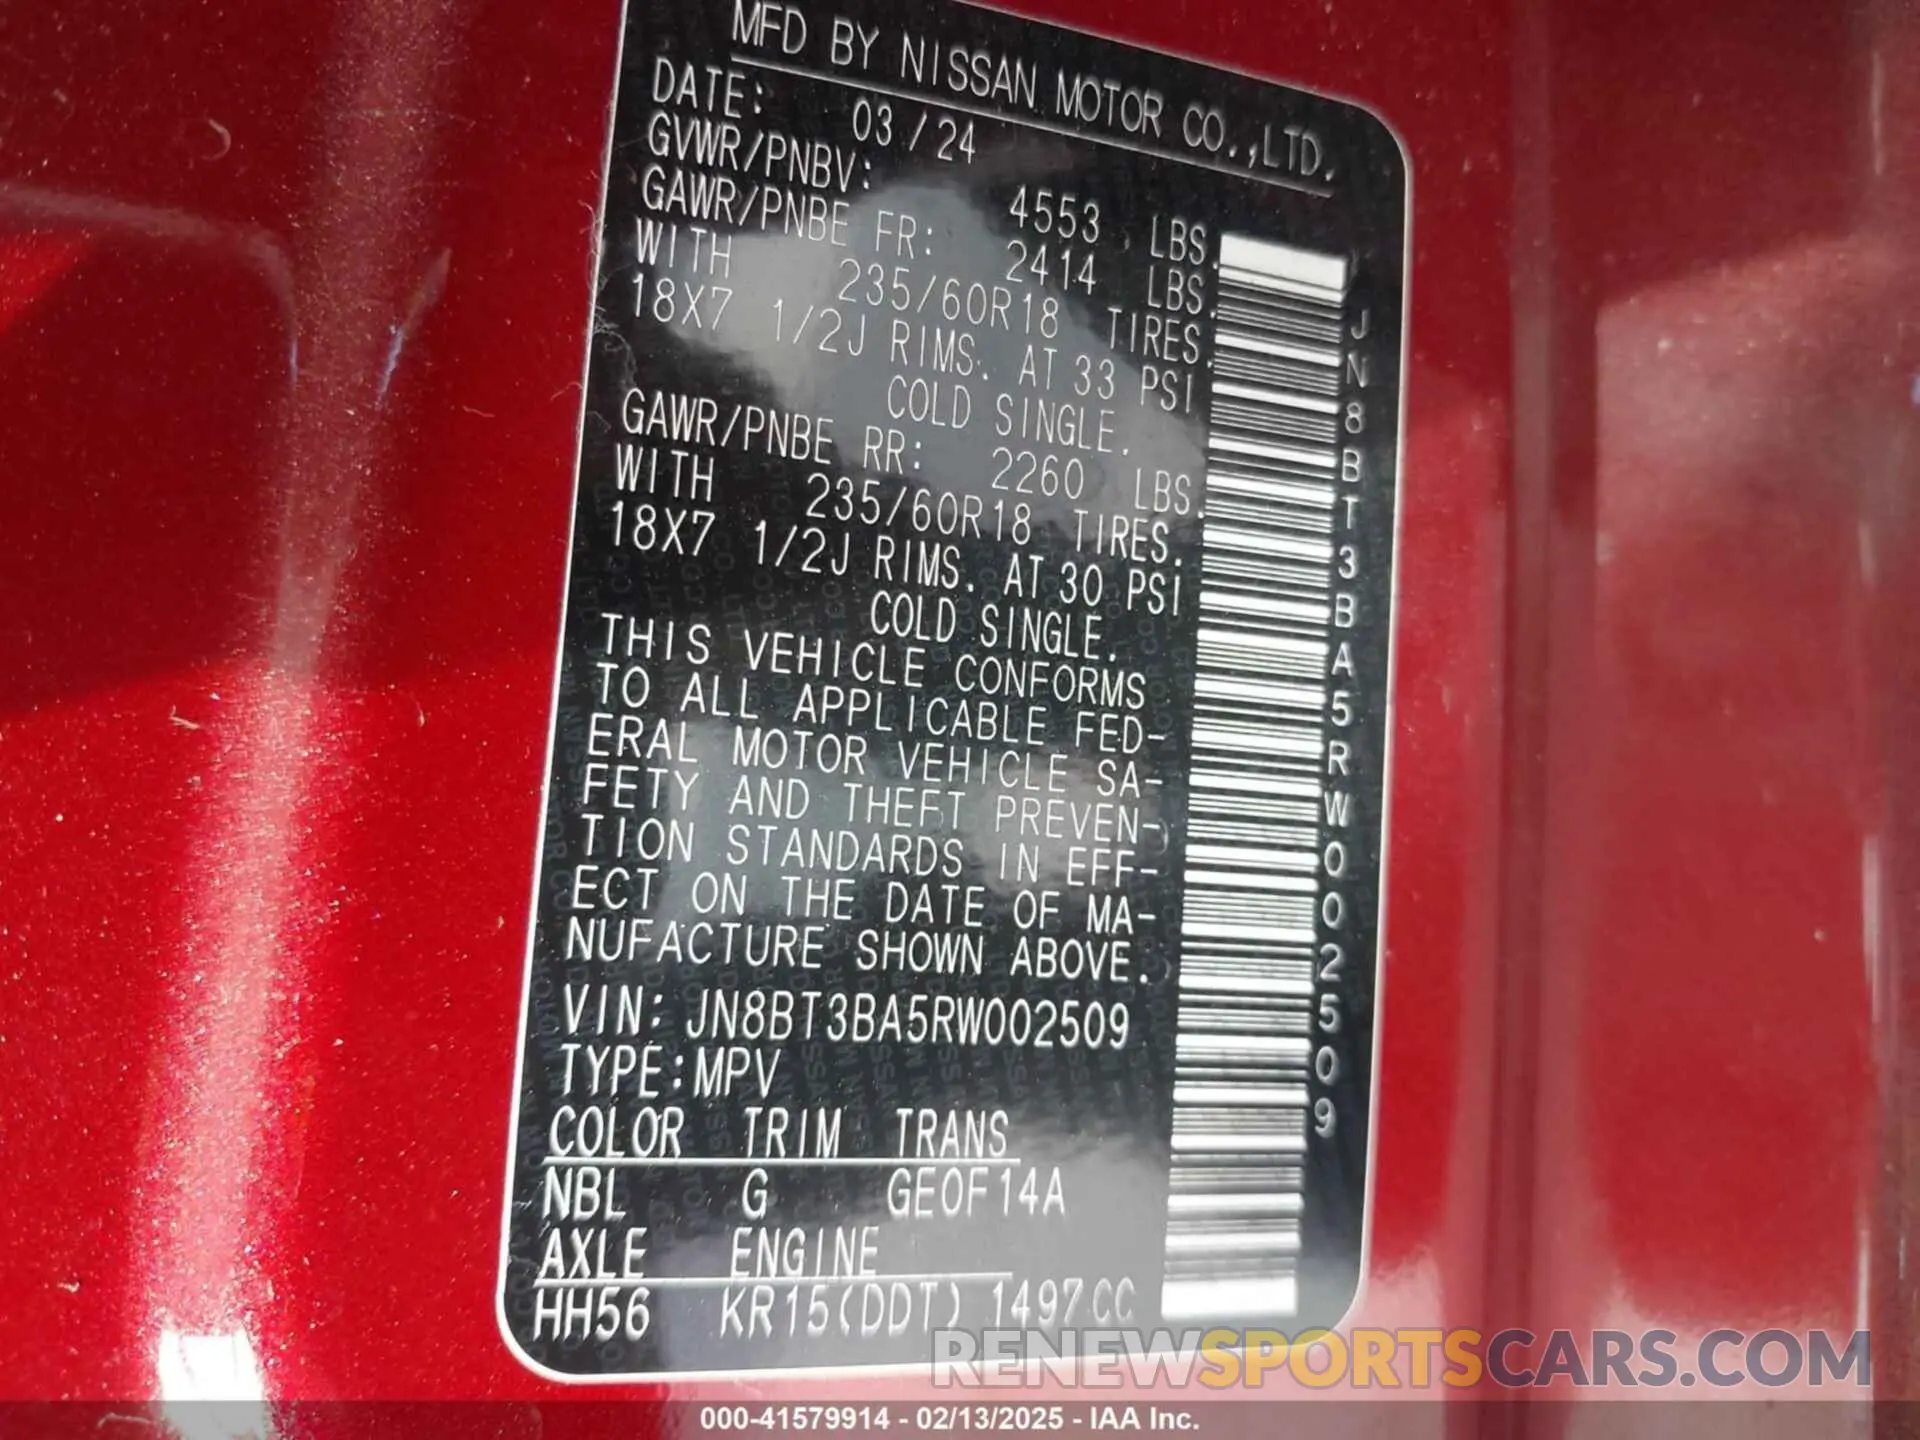 MFD BY NISSAN MOTOR CO.,LTD.
DATE: 03 / 24
GVWR/PNBV: 4553 LBS.
GAWR/PNBE FR: 2414 LBS.
WITH 235/60R18 TIRES.
18X7 1/2J RIMS. AT 33 PSI
COLD SINGLE.
GAWR/PNBE RR: 2260 LBS.
WITH 235/60R18 TIRES.
18X7 1/2J RIMS. AT 30 PSI
COLD SINGLE.
THIS VEHICLE CONFORMS
TO ALL APPLICABLE FED-
ERAL MOTOR VEHICLE SA-
FETY AND THEFT PREVEN-
TION STANDARDS IN EFF-
ECT ON THE DATE OF MA-
NUFACTURE SHOWN ABOVE.
VIN: JN8BT3BA5RW002509
TYPE:MPV
COLOR TRIM TRANS
NBL G GE0F14A
AXLE ENGINE
HH56 KR15(DDT) 1497CC
JN8BT3BA5RW002509
RENEWSPORTSCARS.COM
000-41579914 - 02/13/2025 - IAA Inc.